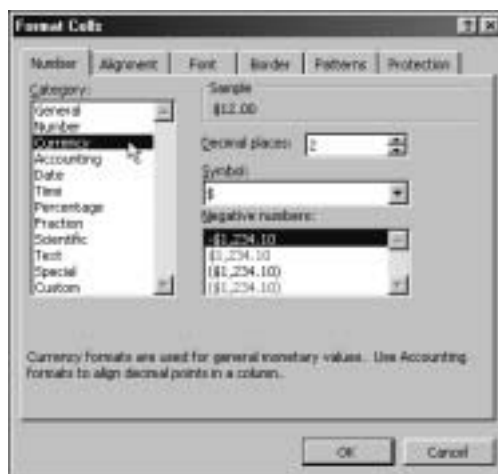 Format Cells
Number Alignment Font Border Patterns Protection
Category:
General
Number
Currency
Accounting
Date
Time
Percentage
Fraction
Scientific
Text
Special
Custom
Sample
$12.00
Decimal places: 2
Symbol:
$
Negative numbers:
-$1,234.10
$1,234.10
($1,234.10)
($1,234.10)
Currency formats are used for general monetary values. Use Accounting
formats to align decimal points in a column.
OK Cancel